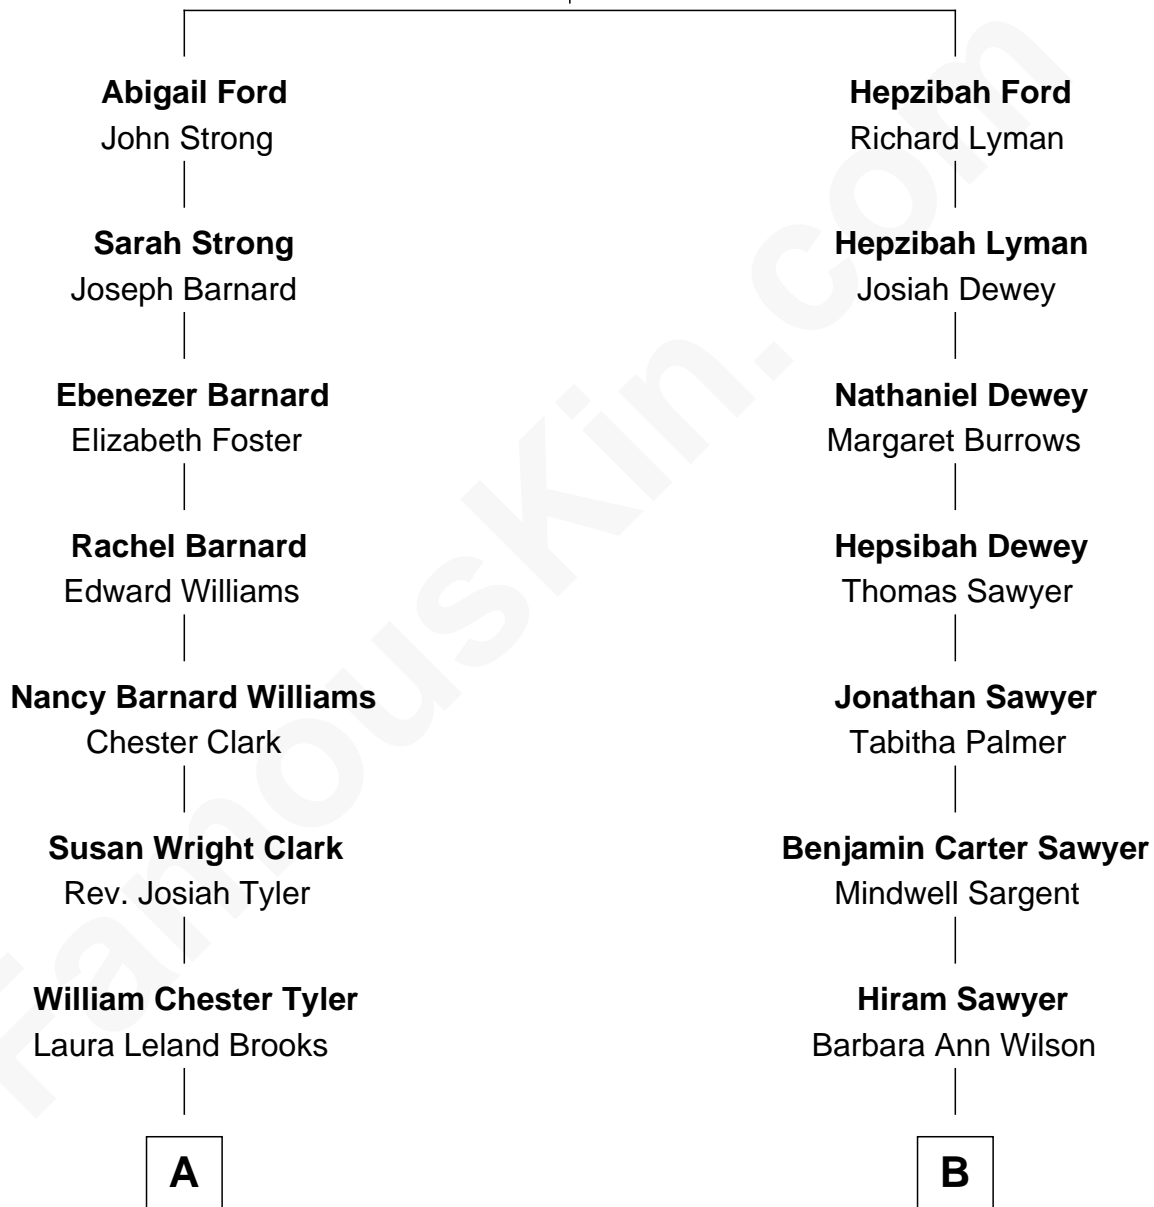 Abigail Ford
John Strong
Hepzibah Ford
Richard Lyman
Sarah Strong
Joseph Barnard
Hepzibah Lyman
Josiah Dewey
Ebenezer Barnard
Elizabeth Foster
Nathaniel Dewey
Margaret Burrows
Rachel Barnard
Edward Williams
Hepsibah Dewey
Thomas Sawyer
Nancy Barnard Williams
Chester Clark
Jonathan Sawyer
Tabitha Palmer
Susan Wright Clark
Rev. Josiah Tyler
Benjamin Carter Sawyer
Mindwell Sargent
William Chester Tyler
Laura Leland Brooks
Hiram Sawyer
Barbara Ann Wilson
A
B
FamousKin.com